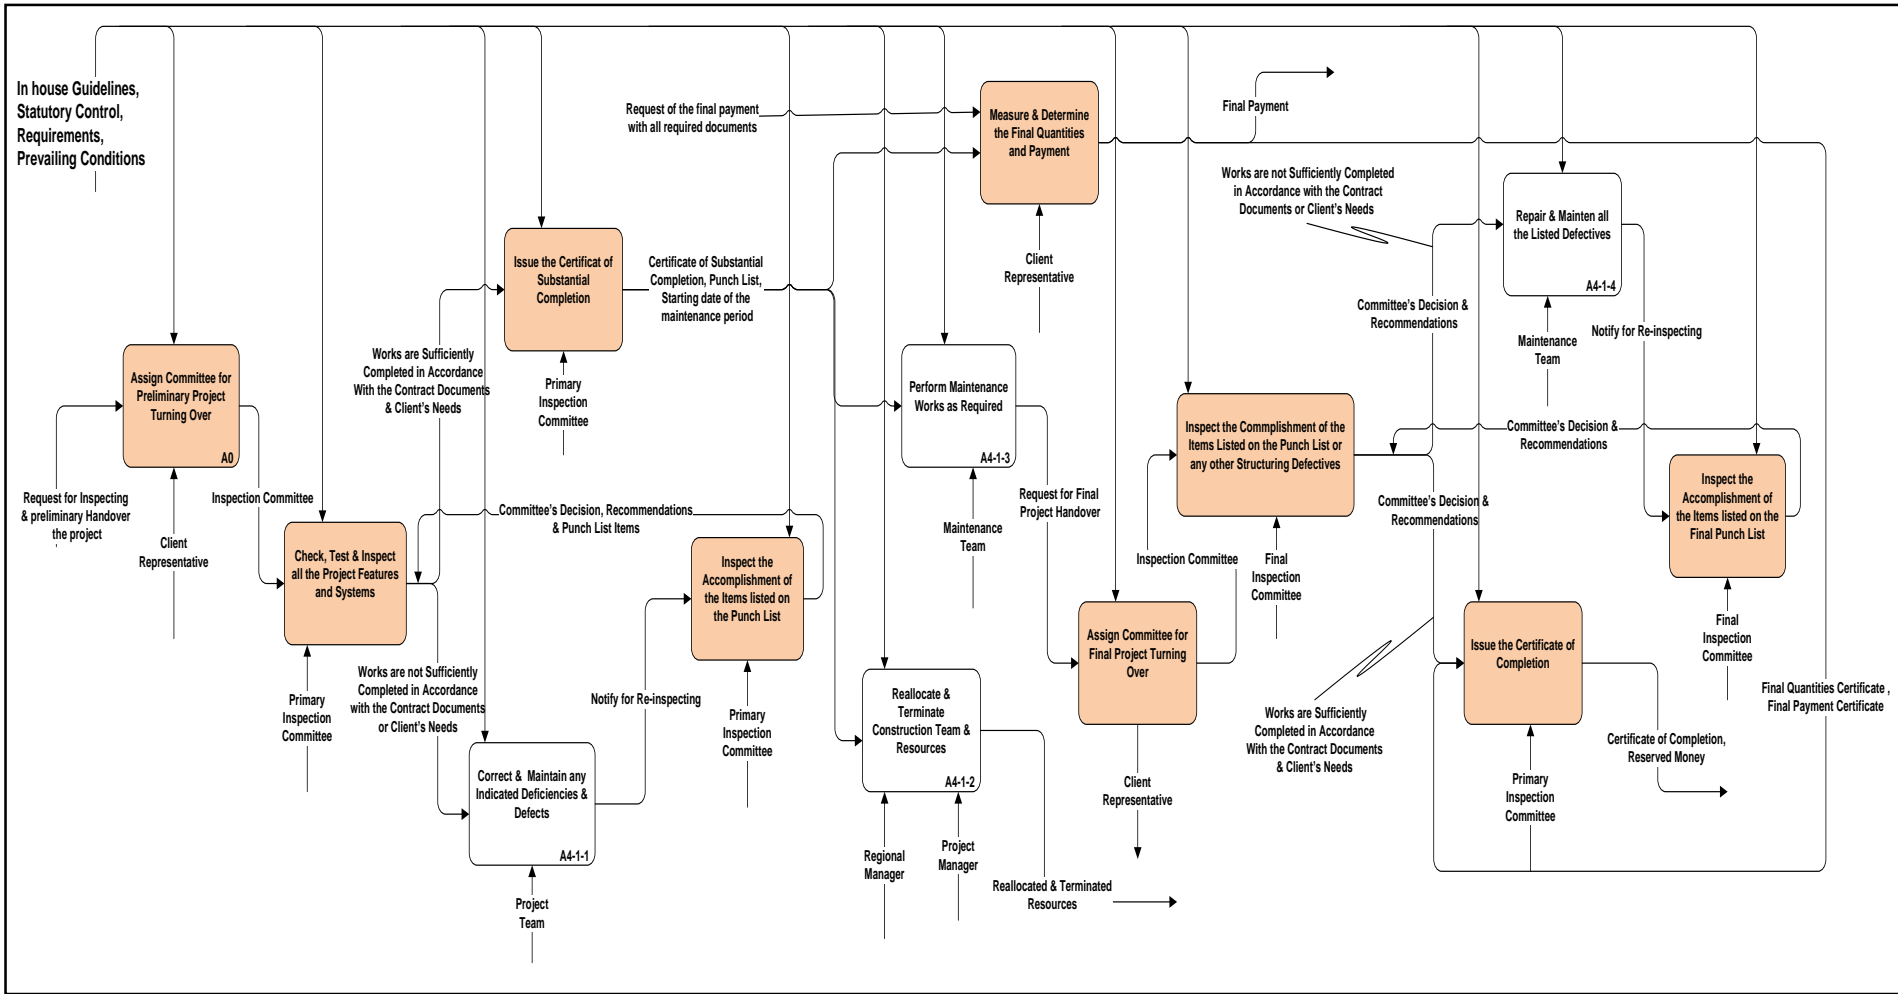 In house Guidelines,
Statutory Control,
Requirements,
Prevailing Conditions
Request of the final payment
with all required documents
Measure & Determine
the Final Quantities
and Payment
Final Payment
Client
Representative
Works are not Sufficiently Completed
in Accordance with the Contract
Documents or Client's Needs
Repair & Mainten all
the Listed Defectives
A4-1-4
Maintenance
Team
Notify for Re-inspecting
Issue the Certificat of
Substantial
Completion
Certificate of Substantial
Completion, Punch List,
Starting date of the
maintenance period
Primary
Inspection
Committee
Works are Sufficiently
Completed in Accordance
With the Contract Documents
& Client's Needs
Assign Committee for
Preliminary Project
Turning Over
A0
Request for Inspecting
& preliminary Handover
the project
Client
Representative
Inspection Committee
Check, Test & Inspect
all the Project Features
and Systems
Primary
Inspection
Committee
Works are not Sufficiently
Completed in Accordance
with the Contract Documents
or Client's Needs
Correct & Maintain any
Indicated Deficiencies &
Defects
A4-1-1
Project
Team
Notify for Re-inspecting
Committee's Decision, Recommendations
& Punch List Items
Inspect the
Accomplishment of
the Items listed on
the Punch List
Primary
Inspection
Committee
Perform Maintenance
Works as Required
A4-1-3
Maintenance
Team
Request for Final
Project Handover
Reallocate &
Terminate
Construction Team &
Resources
A4-1-2
Regional
Manager
Project
Manager
Reallocated & Terminated
Resources
Assign Committee for
Final Project Turning
Over
Client
Representative
Inspection Committee
Inspect the Commplishment of the
Items Listed on the Punch List or
any other Structuring Defectives
Final
Inspection
Committee
Committee's Decision &
Recommendations
Committee's Decision &
Recommendations
Committee's Decision &
Recommendations
Inspect the
Accomplishment of
the Items listed on the
Final Punch List
Final
Inspection
Committee
Works are Sufficiently
Completed in Accordance
With the Contract Documents
& Client's Needs
Issue the Certificate of
Completion
Primary
Inspection
Committee
Certificate of Completion,
Reserved Money
Final Quantities Certificate ,
Final Payment Certificate